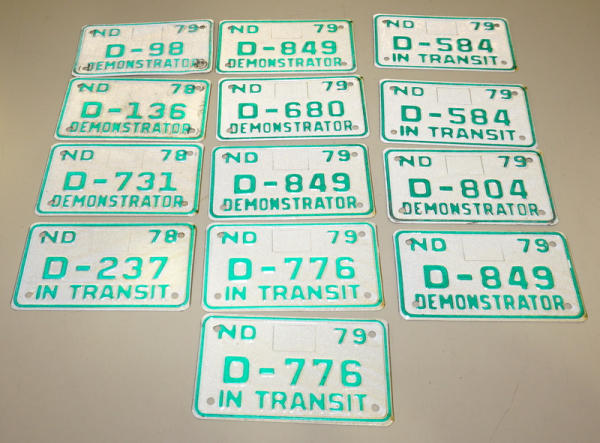 ND 79
D-98
DEMONSTRATOR
ND 79
D-849
DEMONSTRATOR
ND 79
D-584
IN TRANSIT
ND 78
D-136
DEMONSTRATOR
ND 79
D-680
DEMONSTRATOR
ND 79
D-584
IN TRANSIT
ND 78
D-731
DEMONSTRATOR
ND 79
D-849
DEMONSTRATOR
ND 79
D-804
DEMONSTRATOR
ND 78
D-237
IN TRANSIT
ND 79
D-776
IN TRANSIT
ND 79
D-849
DEMONSTRATOR
ND 79
D-776
IN TRANSIT